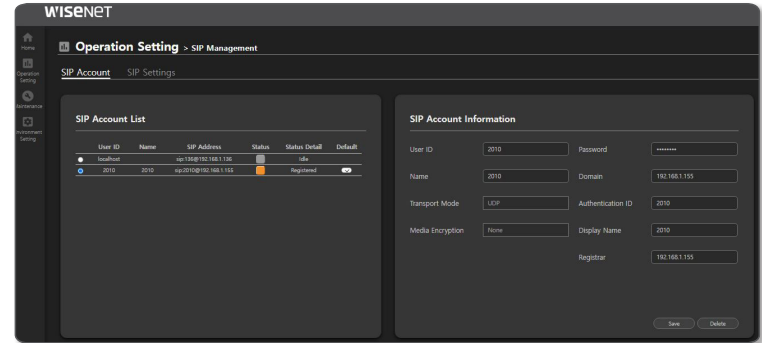 WISENET
Home
Operation Setting > SIP Management
Operation
Setting
SIP Account SIP Settings
Maintenance
Environment
Setting
SIP Account List
User ID Name SIP Address Status Status Detail Default
localhost sip:136@192.168.1.136 Idle
2010 2010 sip:2010@192.168.1.155 Registered
SIP Account Information
User ID 2010 Password ••••••••
Name 2010 Domain 192.168.1.155
Transport Mode UDP Authentication ID 2010
Media Encryption None Display Name 2010
Registrar 192.168.1.155
Save Delete